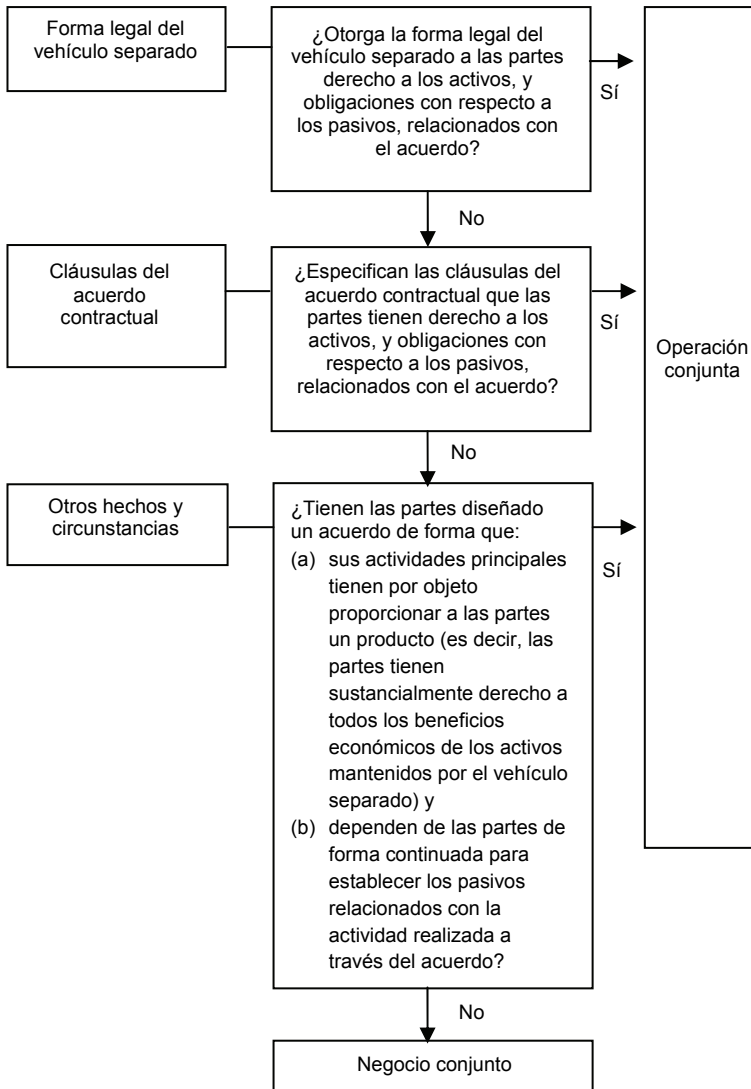 Forma legal del
vehículo separado
¿Otorga la forma legal del
vehículo separado a las partes
derecho a los activos, y
obligaciones con respecto a
los pasivos, relacionados con
el acuerdo?
Sí
No
Cláusulas del
acuerdo
contractual
¿Especifican las cláusulas del
acuerdo contractual que las
partes tienen derecho a los
activos, y obligaciones con
respecto a los pasivos,
relacionados con el acuerdo?
Sí
Operación
conjunta
No
Otros hechos y
circunstancias
¿Tienen las partes diseñado
un acuerdo de forma que:
(a) sus actividades principales
tienen por objeto
proporcionar a las partes
un producto (es decir, las
partes tienen
sustancialmente derecho a
todos los beneficios
económicos de los activos
mantenidos por el vehículo
separado) y
(b) dependen de las partes de
forma continuada para
establecer los pasivos
relacionados con la
actividad realizada a
través del acuerdo?
Sí
No
Negocio conjunto